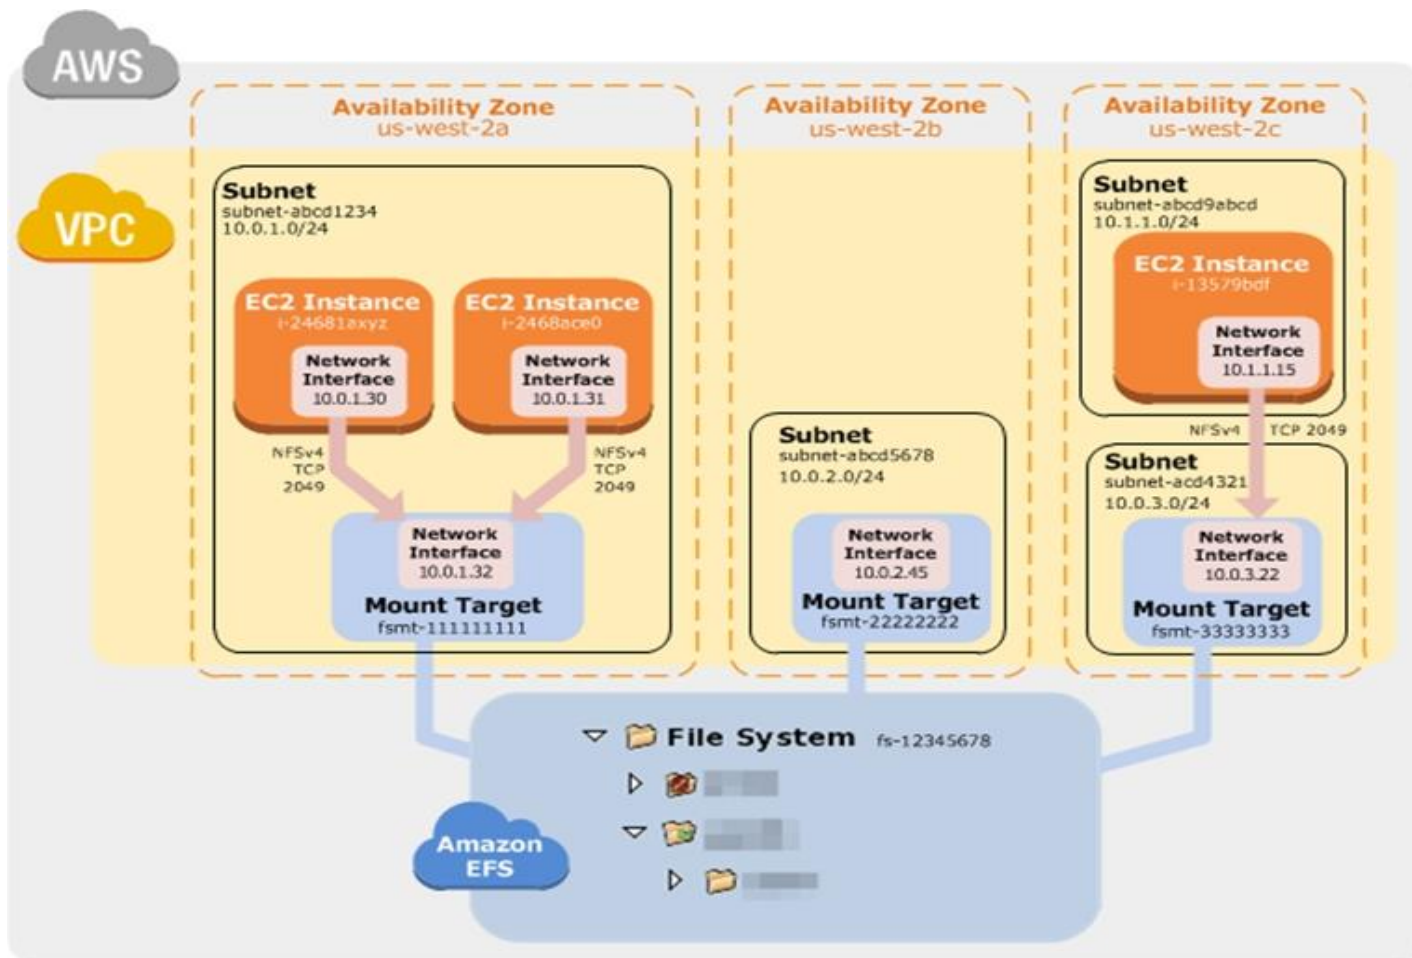 AWS
VPC
Availability Zone
us-west-2a
Subnet
subnet-abcd1234
10.0.1.0/24
EC2 Instance
i-24681axyz
Network
Interface
10.0.1.30
EC2 Instance
i-2468ace0
Network
Interface
10.0.1.31
NFSv4
TCP
2049
NFSv4
TCP
2049
Network
Interface
10.0.1.32
Mount Target
fsmt-111111111
Availability Zone
us-west-2b
Subnet
subnet-abcd5678
10.0.2.0/24
Network
Interface
10.0.2.45
Mount Target
fsmt-22222222
Availability Zone
us-west-2c
Subnet
subnet-abcd9abcd
10.1.1.0/24
EC2 Instance
i-13579bdf
Network
Interface
10.1.1.15
NFSv4 TCP 2049
Subnet
subnet-acd4321
10.0.3.0/24
Network
Interface
10.0.3.22
Mount Target
fsmt-33333333
File System fs-12345678
Amazon
EFS